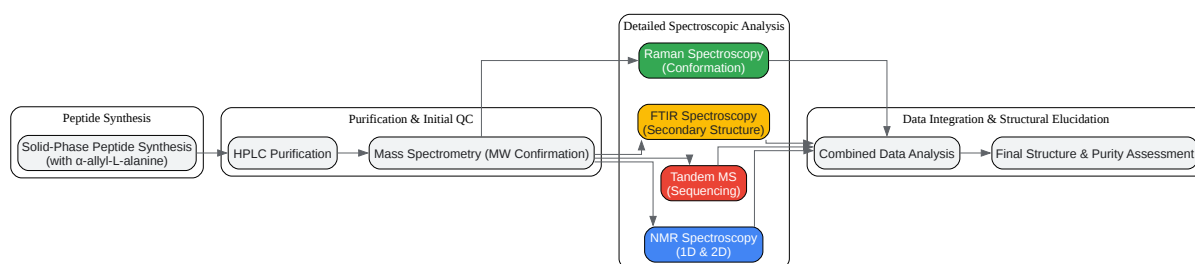 Peptide Synthesis
Solid-Phase Peptide Synthesis
(with α-allyl-L-alanine)
Purification & Initial QC
HPLC Purification
Mass Spectrometry (MW Confirmation)
Detailed Spectroscopic Analysis
Raman Spectroscopy
(Conformation)
FTIR Spectroscopy
(Secondary Structure)
Tandem MS
(Sequencing)
NMR Spectroscopy
(1D & 2D)
Data Integration & Structural Elucidation
Combined Data Analysis
Final Structure & Purity Assessment